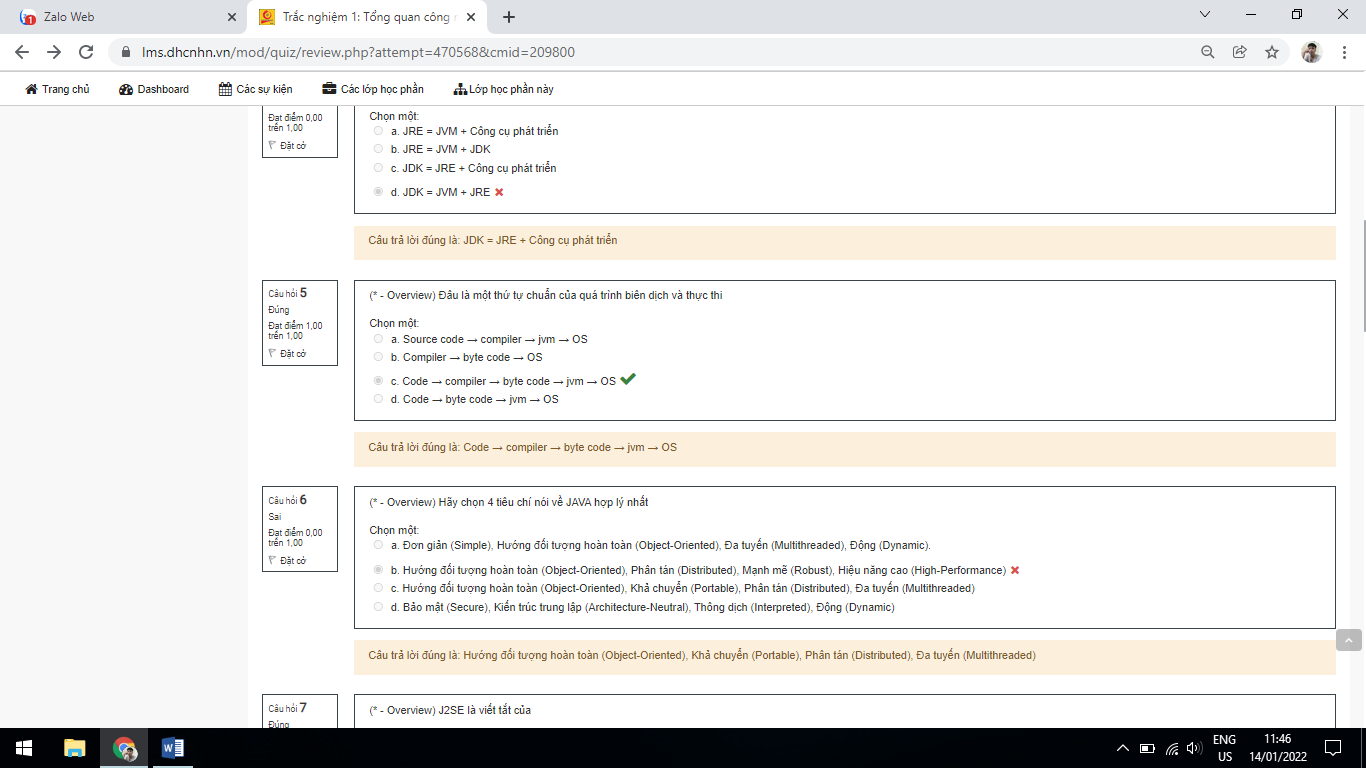 Zalo Web
1
Trắc nghiệm 1: Tổng quan công
lms.dhcnhn.vn/mod/quiz/review.php?attempt=470568&cmid=209800
Trang chủ Dashboard Các sự kiện Các lớp học phần Lớp học phần này
Đạt điểm 0,00
trên 1,00
Đặt cờ
Chọn một:
a. JRE = JVM + Công cụ phát triển
b. JRE = JVM + JDK
c. JDK = JRE + Công cụ phát triển
d. JDK = JVM + JRE
Câu trả lời đúng là: JDK = JRE + Công cụ phát triển
Câu hỏi 5
Đúng
Đạt điểm 1,00
trên 1,00
Đặt cờ
(* - Overview) Đâu là một thứ tự chuẩn của quá trình biên dịch và thực thi
Chọn một:
a. Source code → compiler → jvm → OS
b. Compiler → byte code → OS
c. Code → compiler → byte code → jvm → OS
d. Code → byte code → jvm → OS
Câu trả lời đúng là: Code → compiler → byte code → jvm → OS
Câu hỏi 6
Sai
Đạt điểm 0,00
trên 1,00
Đặt cờ
(* - Overview) Hãy chọn 4 tiêu chí nói về JAVA hợp lý nhất
Chọn một:
a. Đơn giản (Simple), Hướng đối tượng hoàn toàn (Object-Oriented), Đa tuyến (Multithreaded), Động (Dynamic).
b. Hướng đối tượng hoàn toàn (Object-Oriented), Phân tán (Distributed), Mạnh mẽ (Robust), Hiệu năng cao (High-Performance)
c. Hướng đối tượng hoàn toàn (Object-Oriented), Khả chuyển (Portable), Phân tán (Distributed), Đa tuyến (Multithreaded)
d. Bảo mật (Secure), Kiến trúc trung lập (Architecture-Neutral), Thông dịch (Interpreted), Động (Dynamic)
Câu trả lời đúng là: Hướng đối tượng hoàn toàn (Object-Oriented), Khả chuyển (Portable), Phân tán (Distributed), Đa tuyến (Multithreaded)
Câu hỏi 7
Đúng
(* - Overview) J2SE là viết tắt của
ENG
US
11:46
14/01/2022